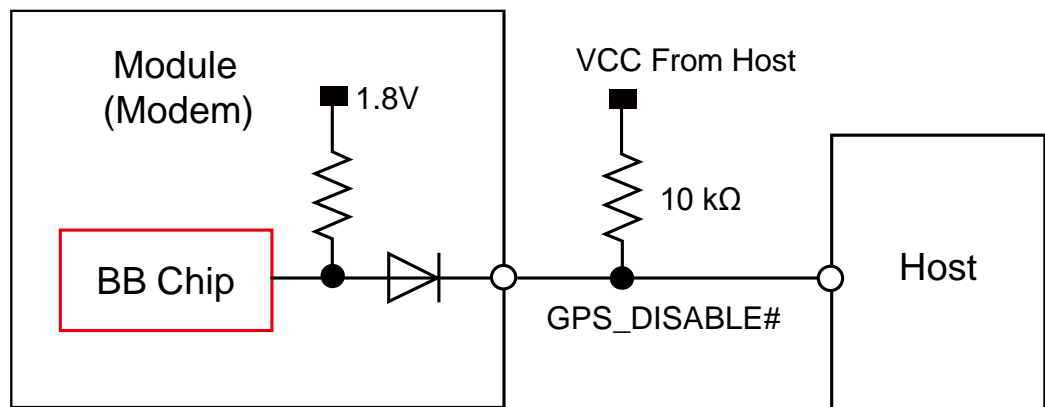 Module
(Modem)
1.8V
VCC From Host
10 kΩ
BB Chip
GPS_DISABLE#
Host